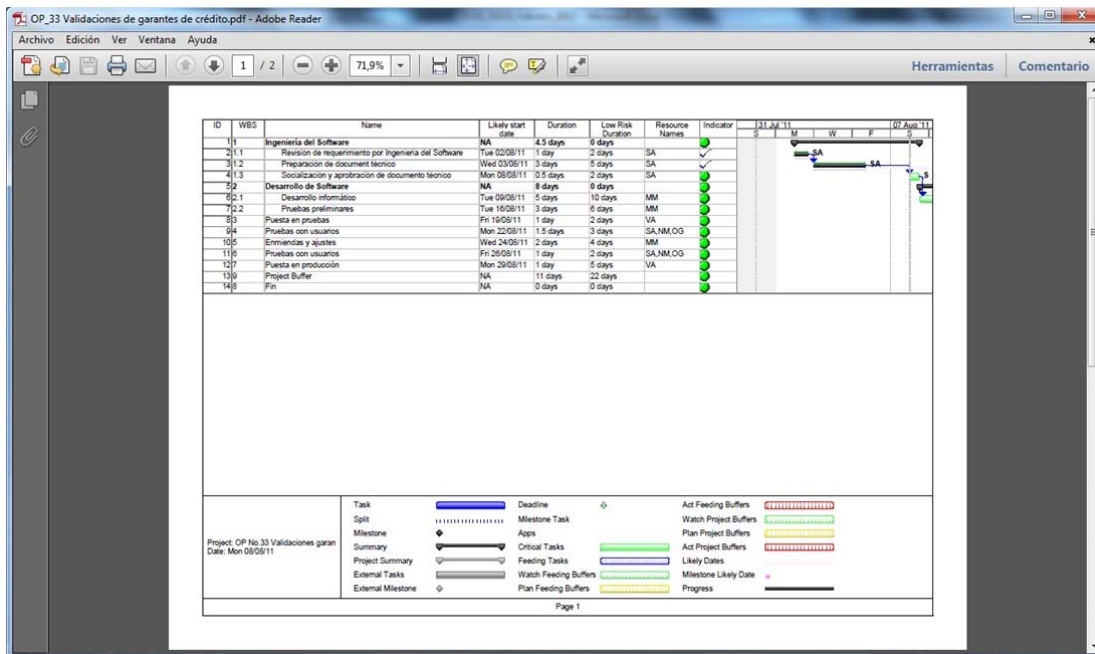 OP_33 Validaciones de garantes de crédito.pdf - Adobe Reader
Archivo Edición Ver Ventana Ayuda
1 / 2 71,9% Herramientas Comentario
ID WBS Name Likely start date Duration Low Risk Duration Resource Names Indicator 31 Jul '11 07 Aug '11
S M W F S
1 1 Ingeniería del Software NA 4.5 days 0 days
2 1.1 Revisión de requerimiento por Ingenieria del Software Tue 02/08/11 1 day 2 days SA SA
3 1.2 Preparación de document técnico Wed 03/08/11 3 days 5 days SA SA
4 1.3 Socialización y aprobración de documento técnico Mon 08/08/11 0.5 days 2 days SA S
5 2 Desarrollo de Software NA 8 days 0 days
6 2.1 Desarrollo informático Tue 09/08/11 5 days 10 days MM
7 2.2 Pruebas preliminares Tue 16/08/11 3 days 6 days MM
8 3 Puesta en pruebas Fri 19/08/11 1 day 2 days VA
9 4 Pruebas con usuarios Mon 22/08/11 1.5 days 3 days SA,NM,OG
10 5 Enmiendas y ajustes Wed 24/08/11 2 days 4 days MM
11 6 Pruebas con usuarios Fri 26/08/11 1 day 2 days SA,NM,OG
12 7 Puesta en producción Mon 29/08/11 1 day 5 days VA
13 9 Project Buffer NA 11 days 22 days
14 8 Fin NA 0 days 0 days
Project: OP No.33 Validaciones garan
Date: Mon 08/08/11
Task Deadline Act Feeding Buffers
Split Milestone Task Watch Project Buffers
Milestone Apps Plan Project Buffers
Summary Critical Tasks Act Project Buffers
Project Summary Feeding Tasks Likely Dates
External Tasks Watch Feeding Buffers Milestone Likely Date
External Milestone Plan Feeding Buffers Progress
Page 1